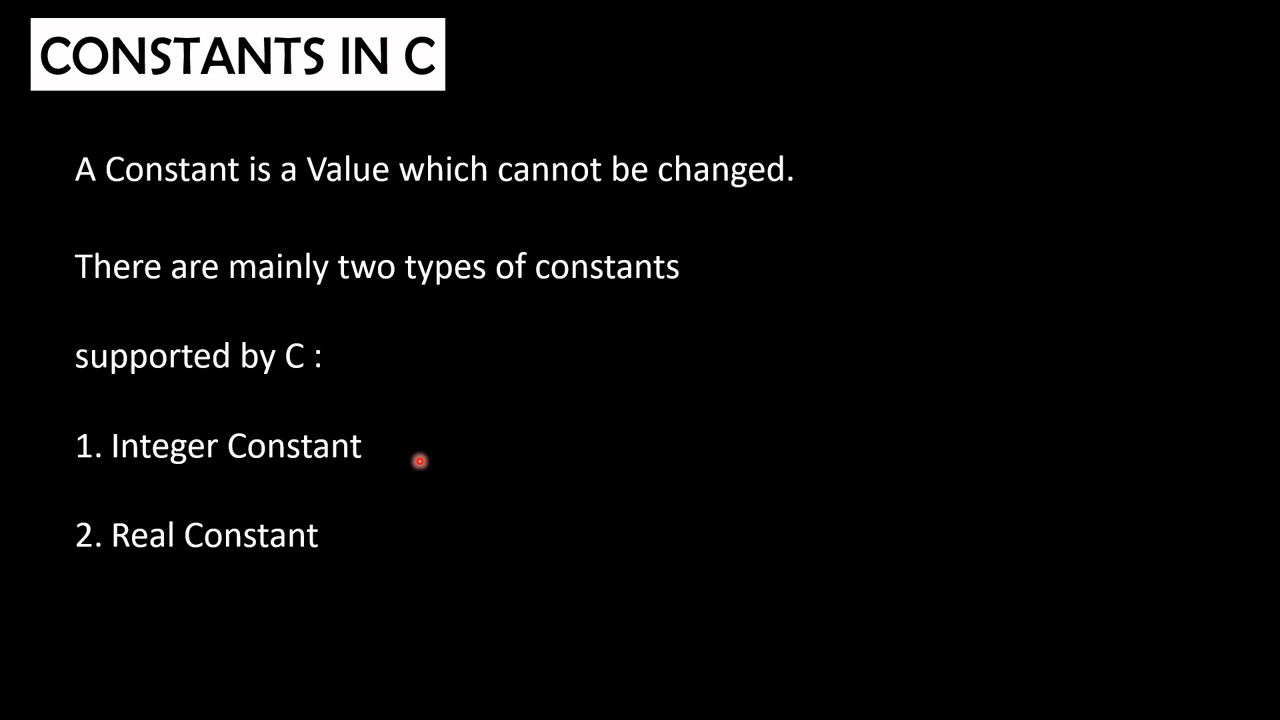 CONSTANTS IN C
A Constant is a Value which cannot be changed.
There are mainly two types of constants
supported by C :
1. Integer Constant
2. Real Constant